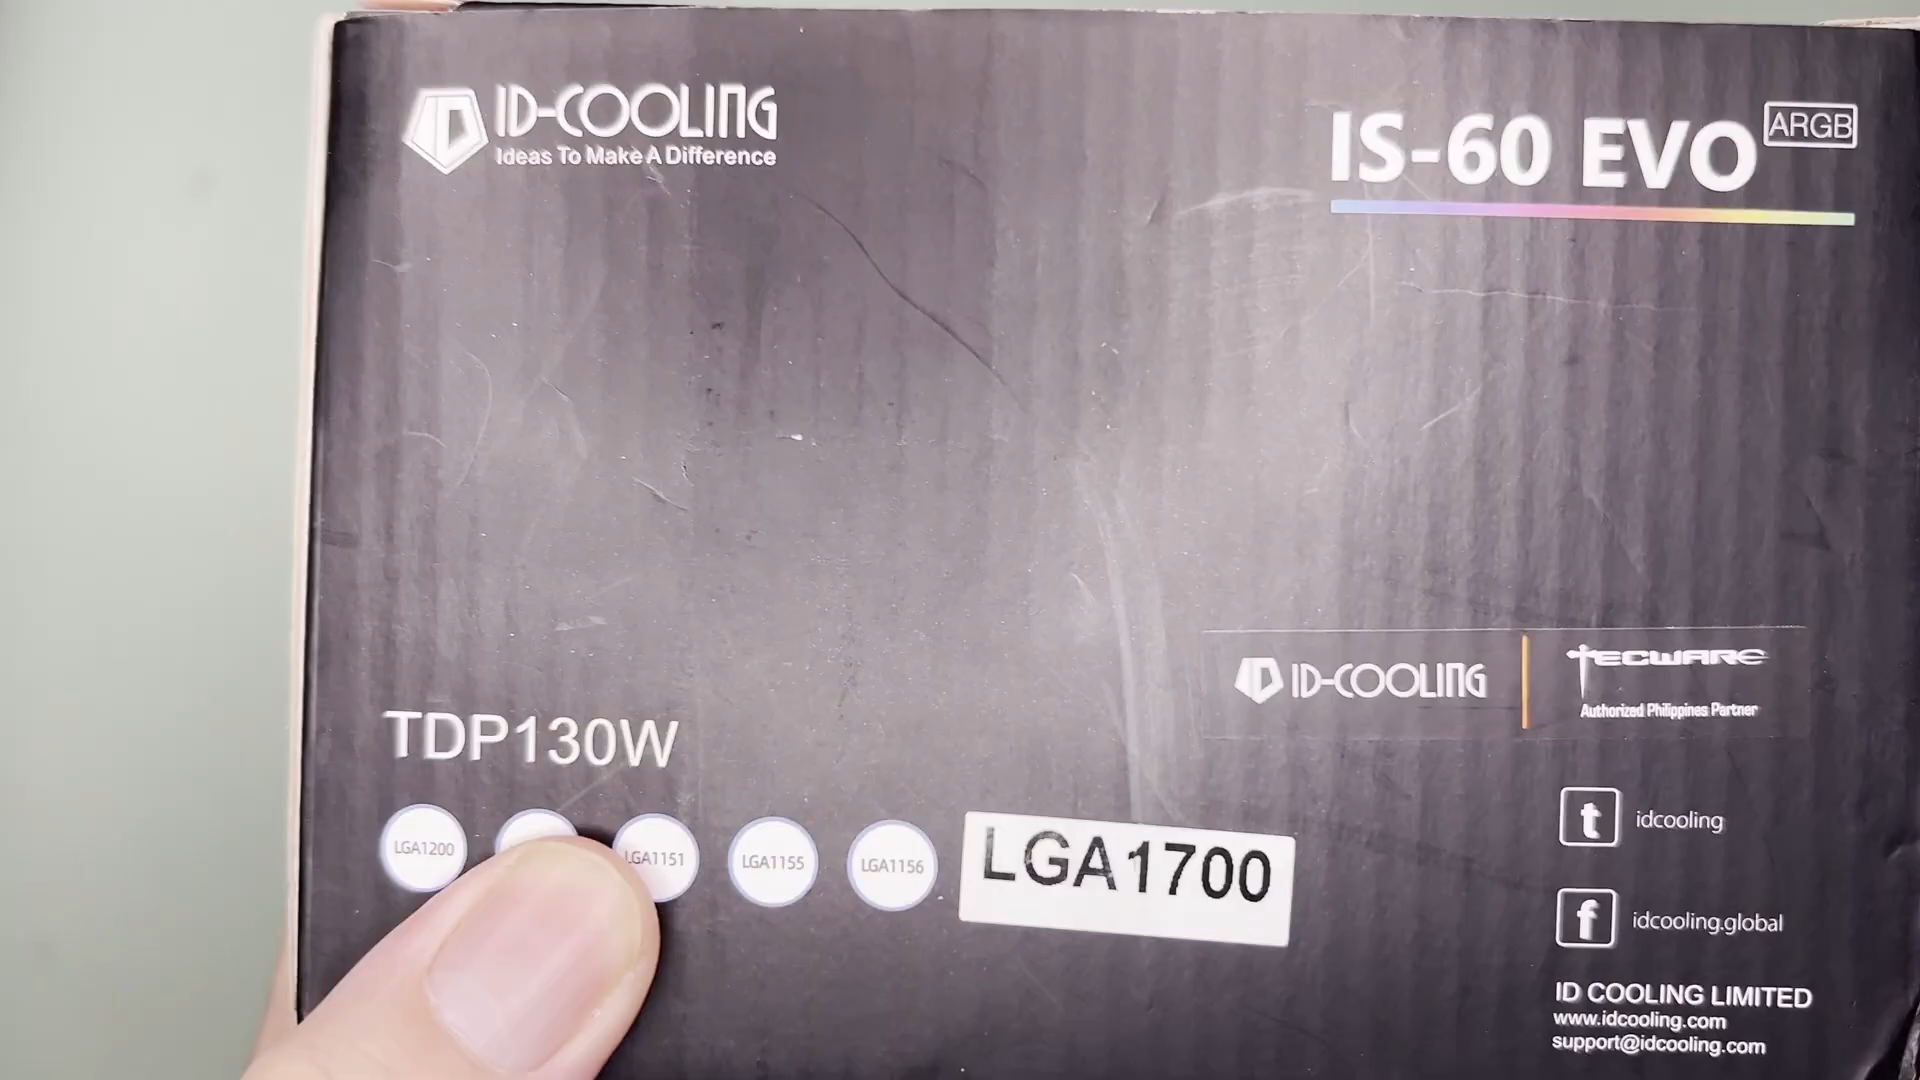 ID-COOLING
Ideas To Make A Difference
IS-60 EVO ARGB
ID-COOLING
TECWARE
Authorized Philippines Partner
TDP130W
LGA1200
LGA1151
LGA1155
LGA1156
LGA1700
idcooling
idcooling.global
ID COOLING LIMITED
www.idcooling.com
support@idcooling.com